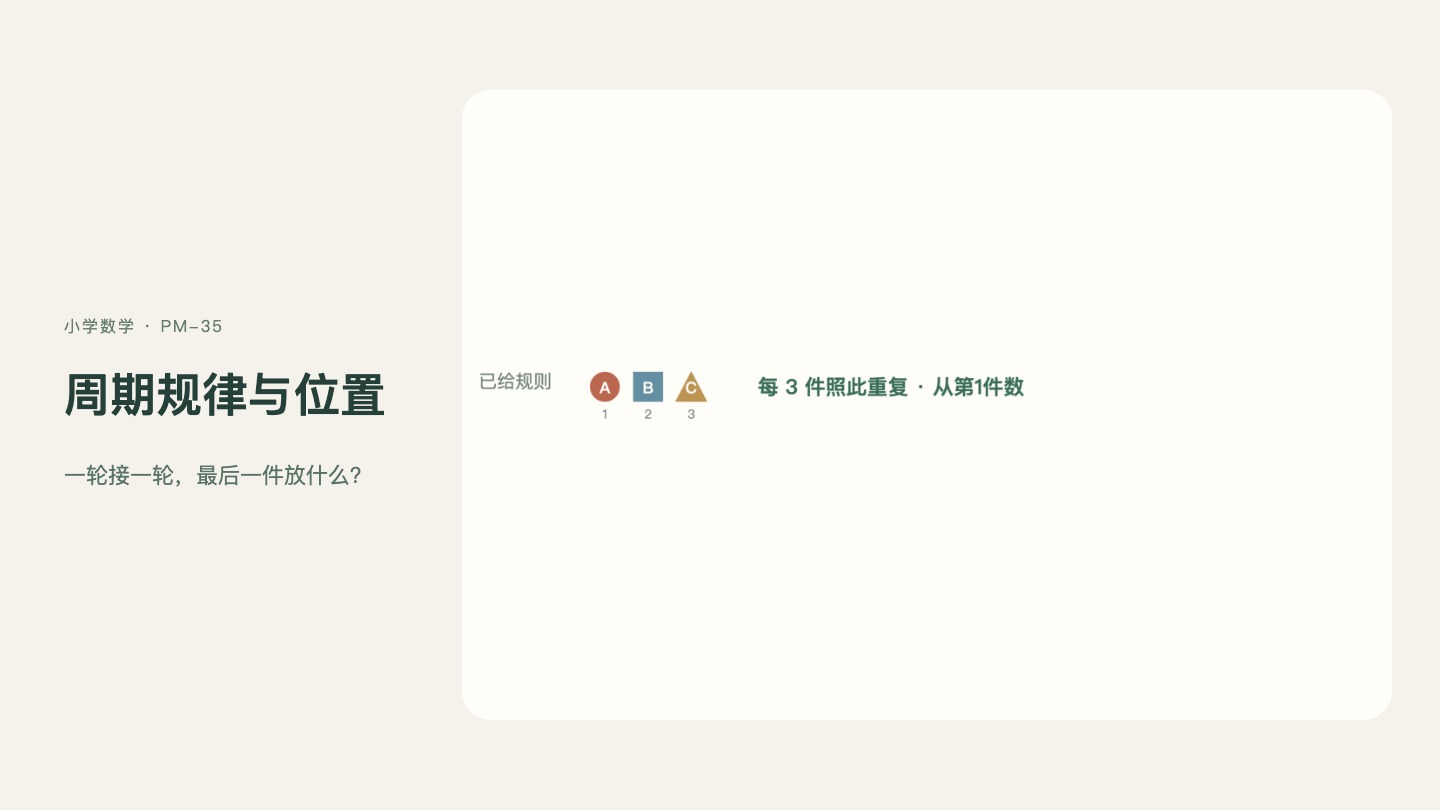 小学数学 · PM–35
周期规律与位置
一轮接一轮，最后一件放什么？
已给规则
A B C
1 2 3
每 3 件照此重复 · 从第1件数